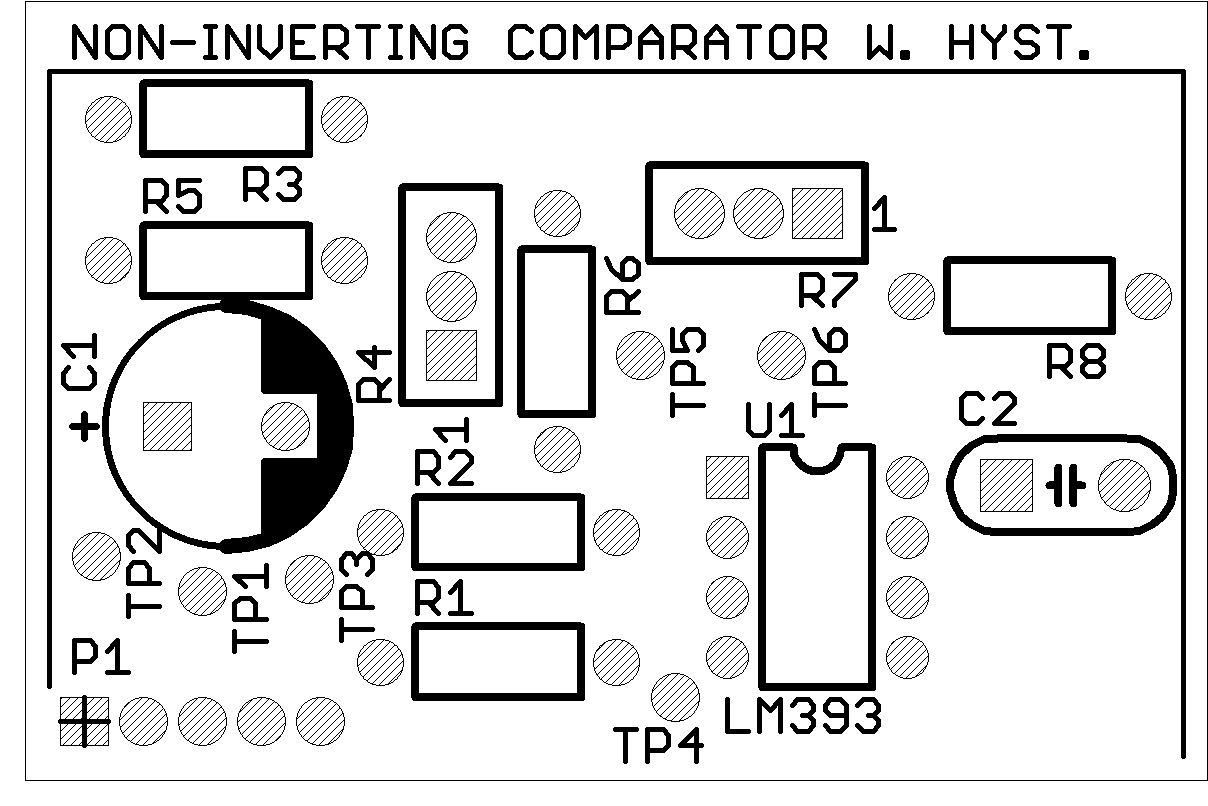 NON-INVERTING COMPARATOR W. HYST.
R3
R5
1
R6
R7
C1
+
R4
TP5
TP6
R8
1
U1
C2
R2
TP2
TP1
TP3
R1
P1
LM393
TP4